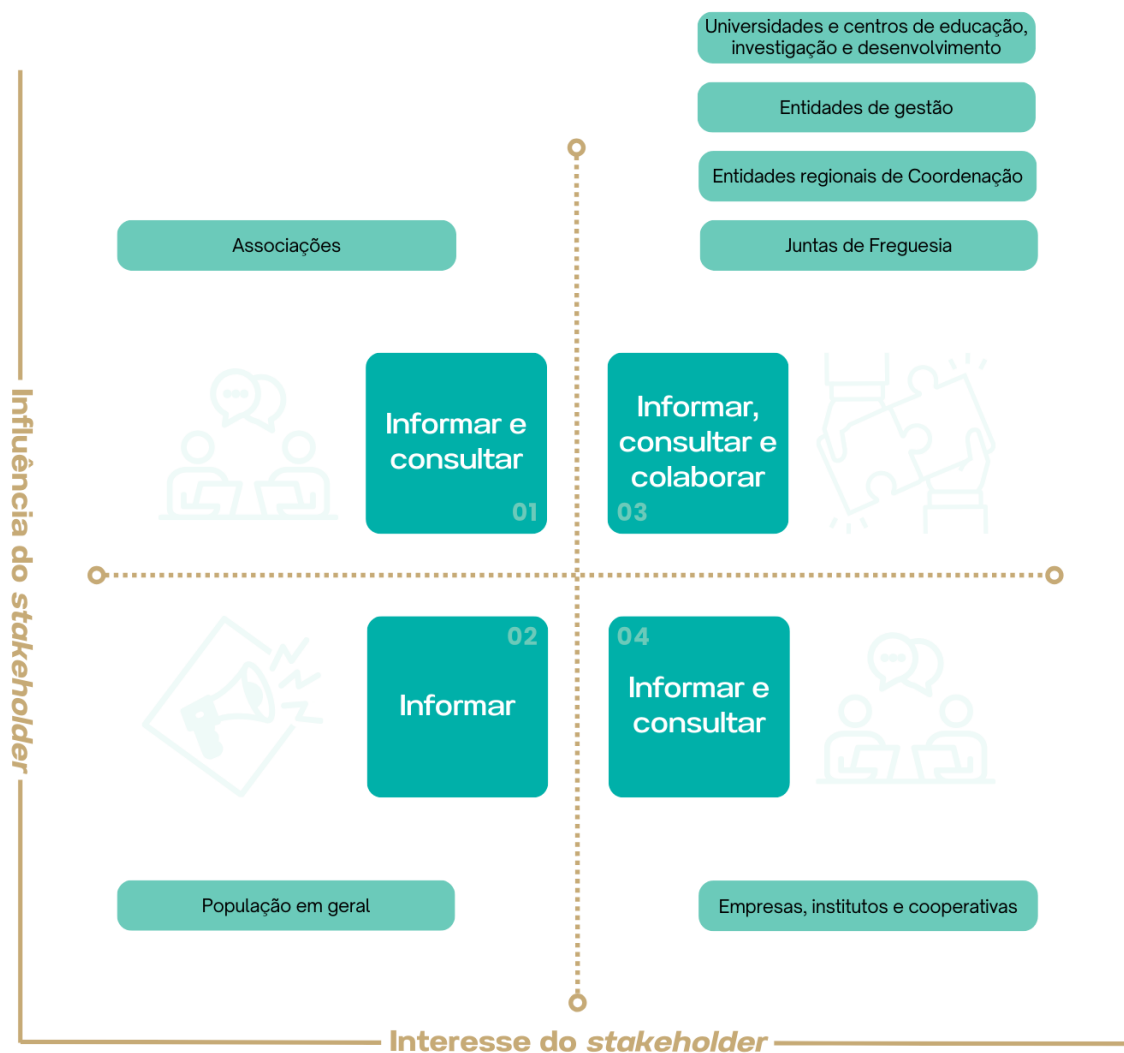 Universidades e centros de educação,
investigação e desenvolvimento
Entidades de gestão
Entidades regionais de Coordenação
Associações
Juntas de Freguesia
Informar e
consultar
01
Informar,
consultar e
colaborar
03
Influência do stakeholder
02
Informar
04
Informar e
consultar
População em geral
Empresas, institutos e cooperativas
Interesse do stakeholder